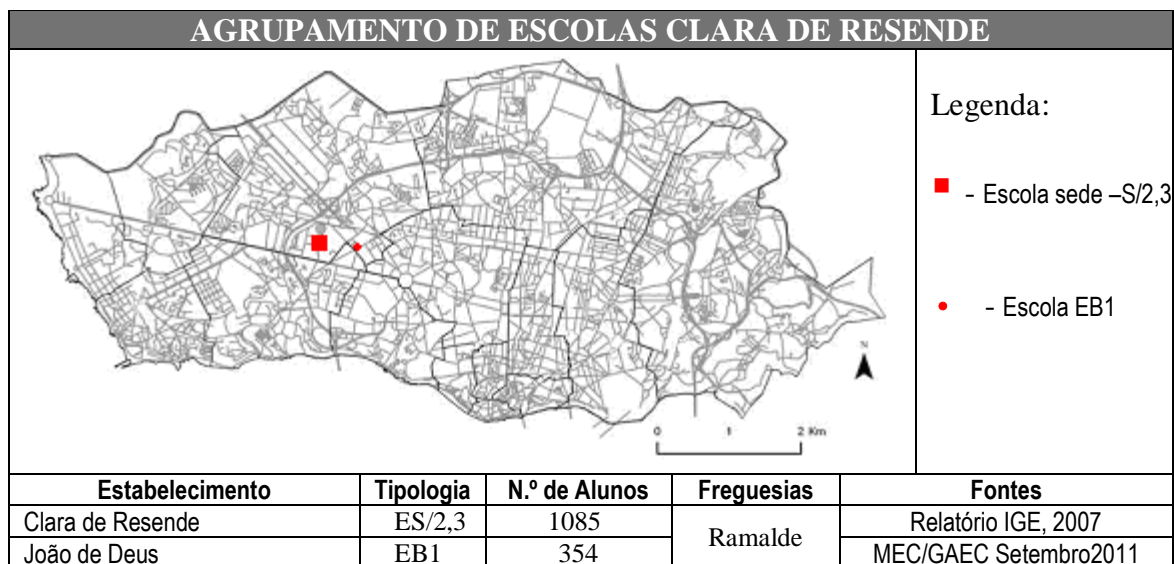 AGRUPAMENTO DE ESCOLAS CLARA DE RESENDE
Legenda:
- Escola sede –S/2,3
- Escola EB1
N
0 1 2 Km
Estabelecimento Tipologia N.º de Alunos Freguesias Fontes
Clara de Resende ES/2,3 1085 Ramalde Relatório IGE, 2007
João de Deus EB1 354 MEC/GAEC Setembro2011